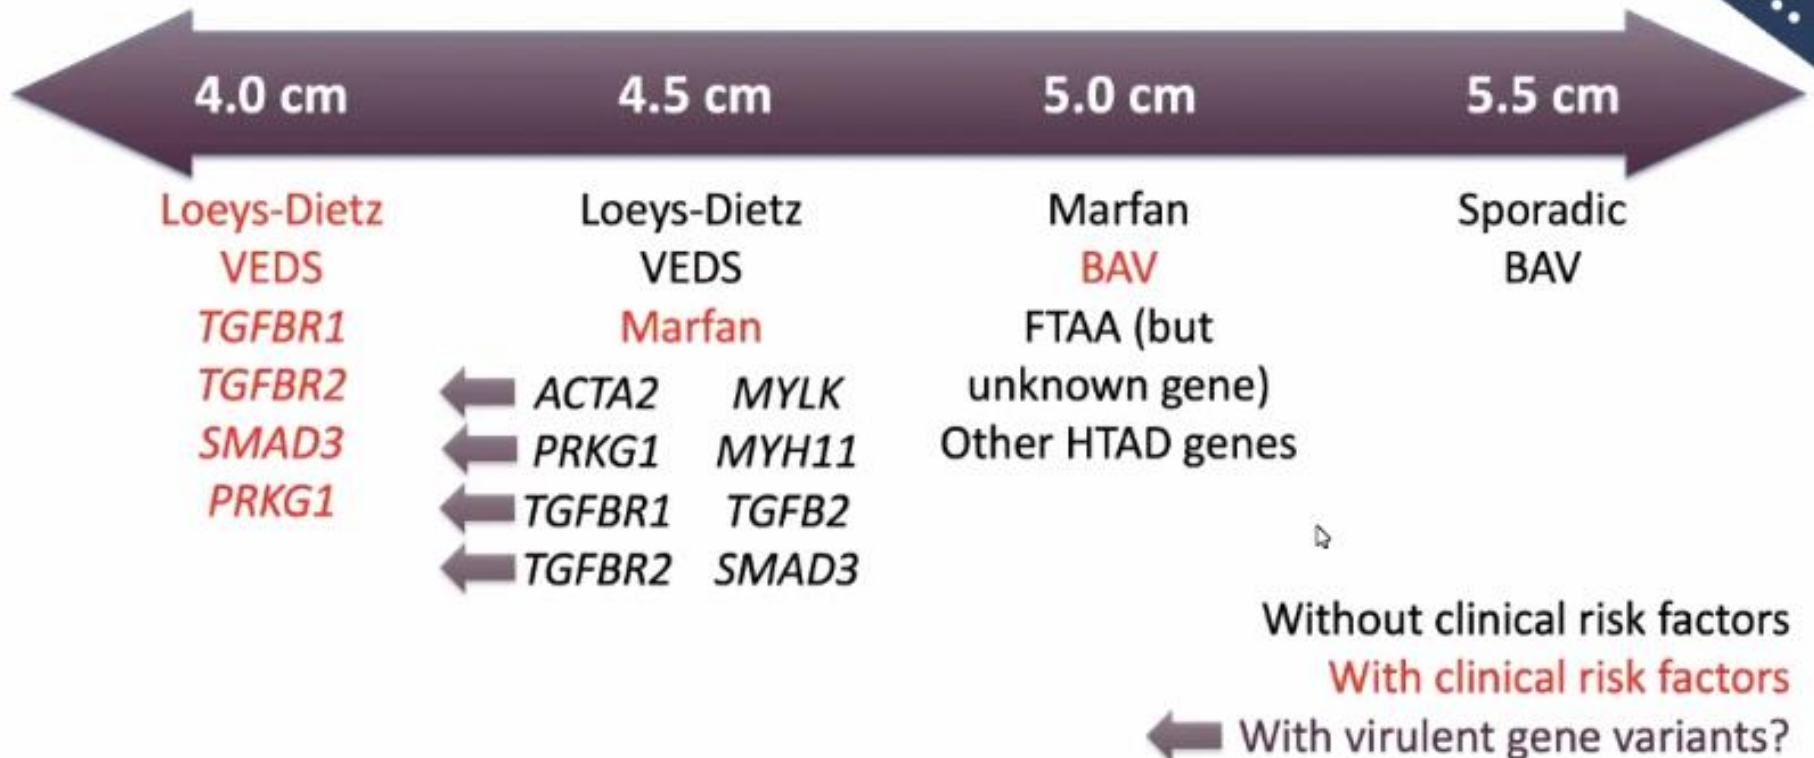 4.0 cm 4.5 cm 5.0 cm 5.5 cm
Loeys-Dietz
VEDS
TGFBR1
TGFBR2
SMAD3
PRKG1
Loeys-Dietz
VEDS
Marfan
ACTA2 MYLK
PRKG1 MYH11
TGFBR1 TGFB2
TGFBR2 SMAD3
Marfan
BAV
FTAA (but
unknown gene)
Other HTAD genes
Sporadic
BAV
Without clinical risk factors
With clinical risk factors
With virulent gene variants?